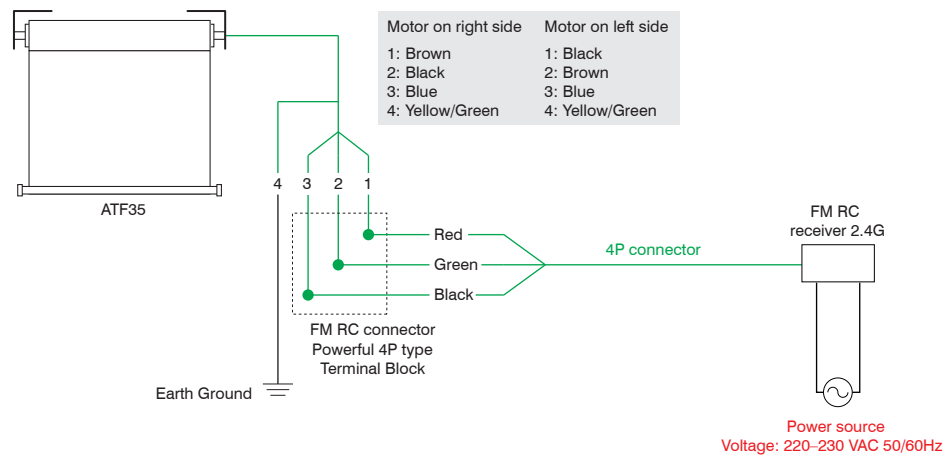 Motor on right side
1: Brown
2: Black
3: Blue
4: Yellow/Green
Motor on left side
1: Black
2: Brown
3: Blue
4: Yellow/Green
ATF35
4 3 2 1
Red
Green
Black
4P connector
FM RC
receiver 2.4G
FM RC connector
Powerful 4P type
Terminal Block
Earth Ground
Power source
Voltage: 220–230 VAC 50/60Hz